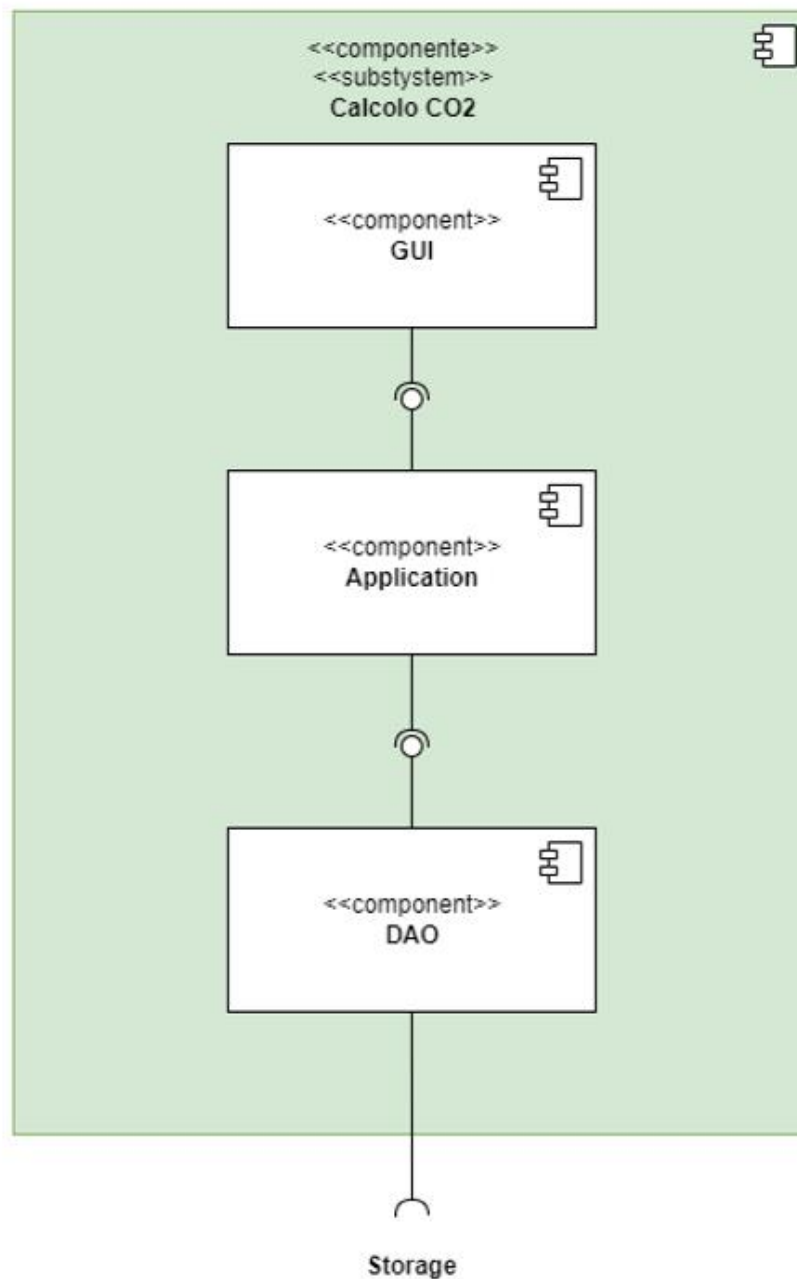 <<componente>>
<<substystem>>
Calcolo CO2
<<component>>
GUI
<<component>>
Application
<<component>>
DAO
Storage